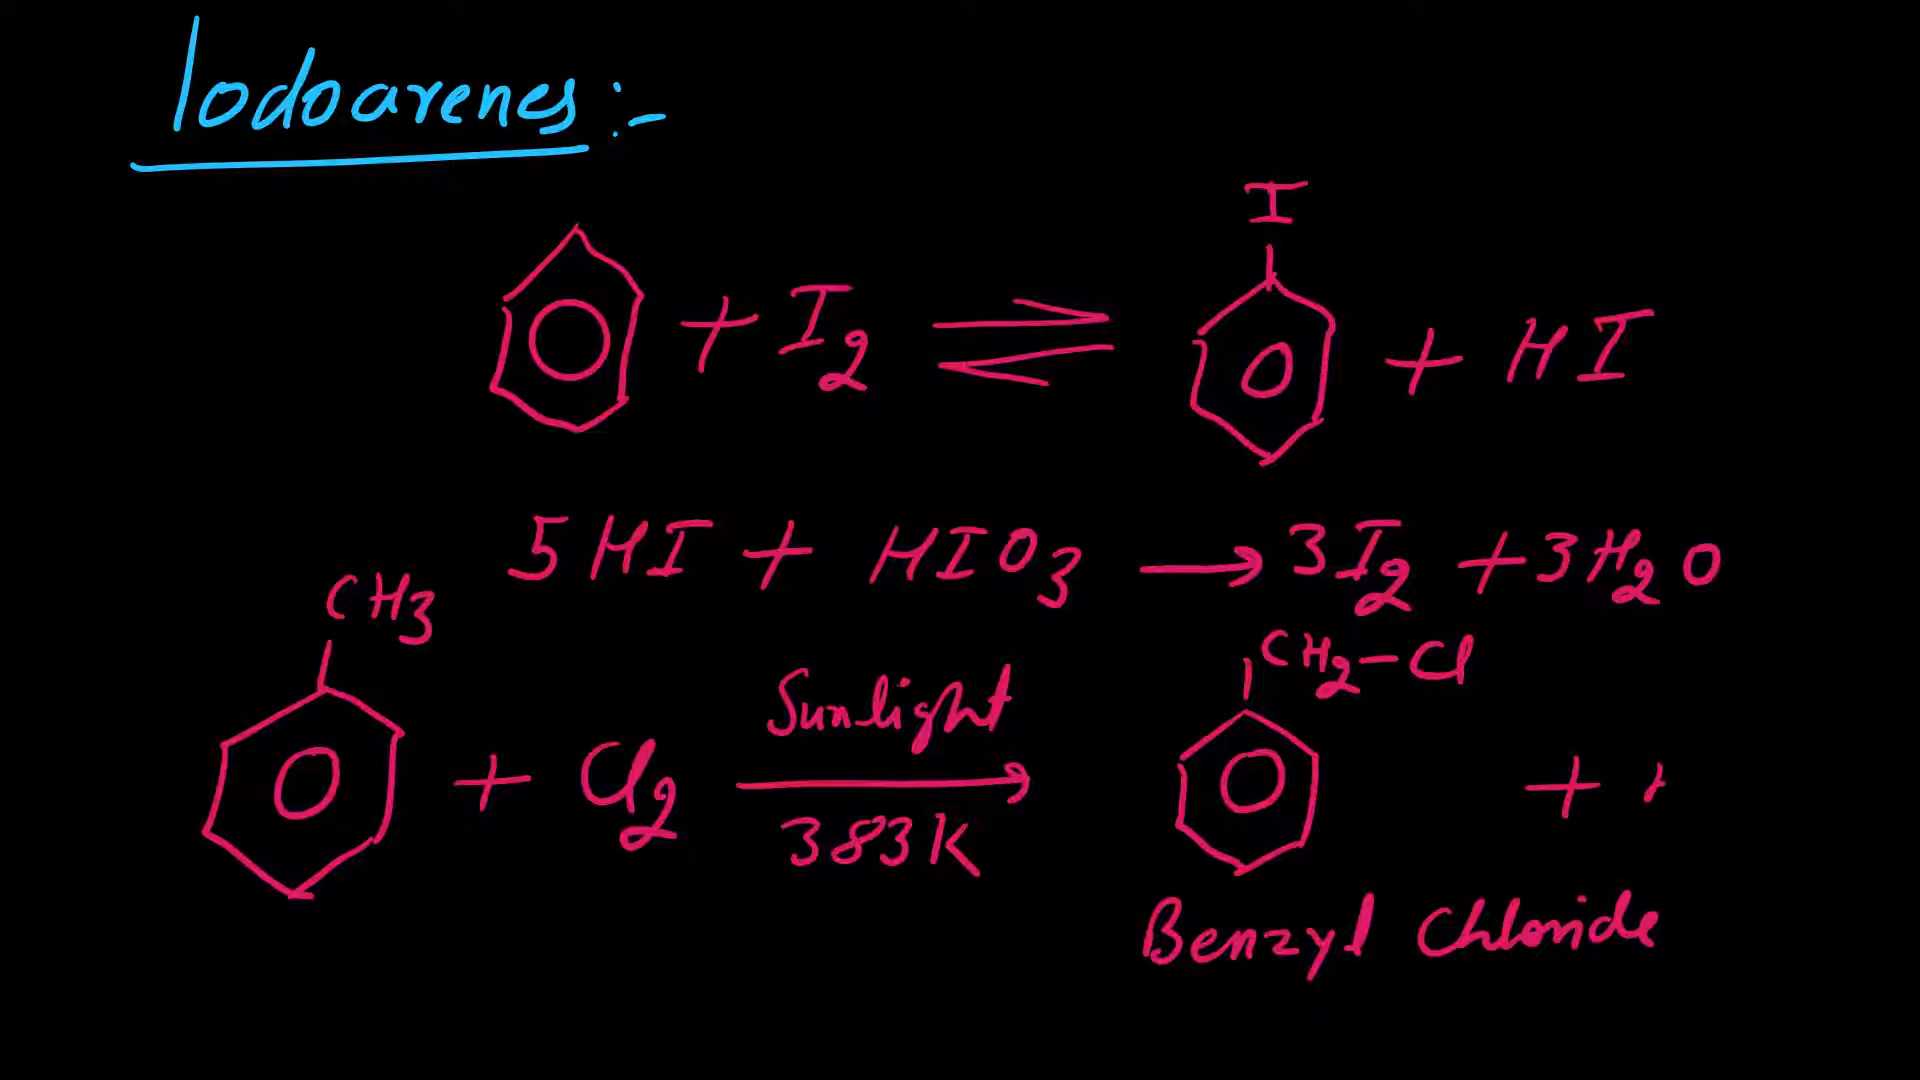 Iodoarenes :-
I
+ I2 ⇌ + HI
5HI + HIO3 → 3I2 + 3H2O
CH3
CH2-Cl
Sunlight
+ Cl2 → +
383K
Benzyl Chloride